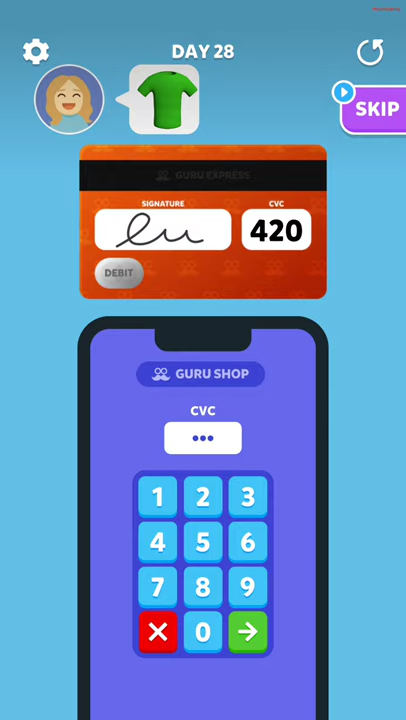 DAY 28
SKIP
GURU EXPRESS
SIGNATURE
CVC
420
DEBIT
GURU SHOP
CVC
•••
1 2 3
4 5 6
7 8 9
0